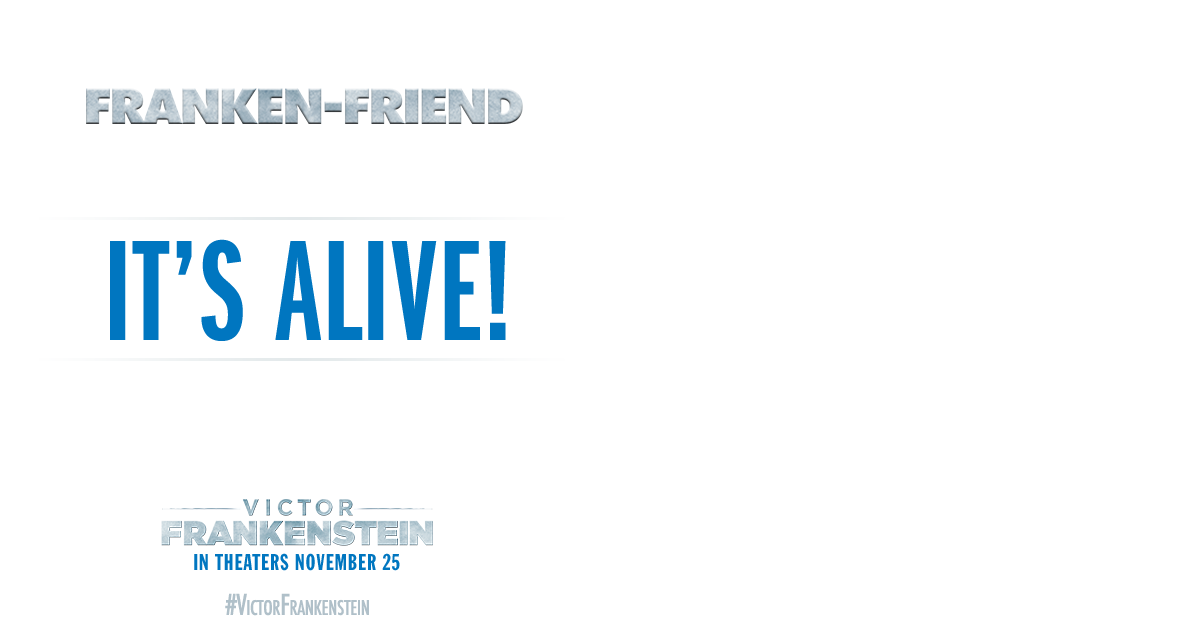 FRANKEN-FRIEND
IT'S ALIVE!
VICTOR
FRANKENSTEIN
IN THEATERS NOVEMBER 25
#VICTORFRANKENSTEIN